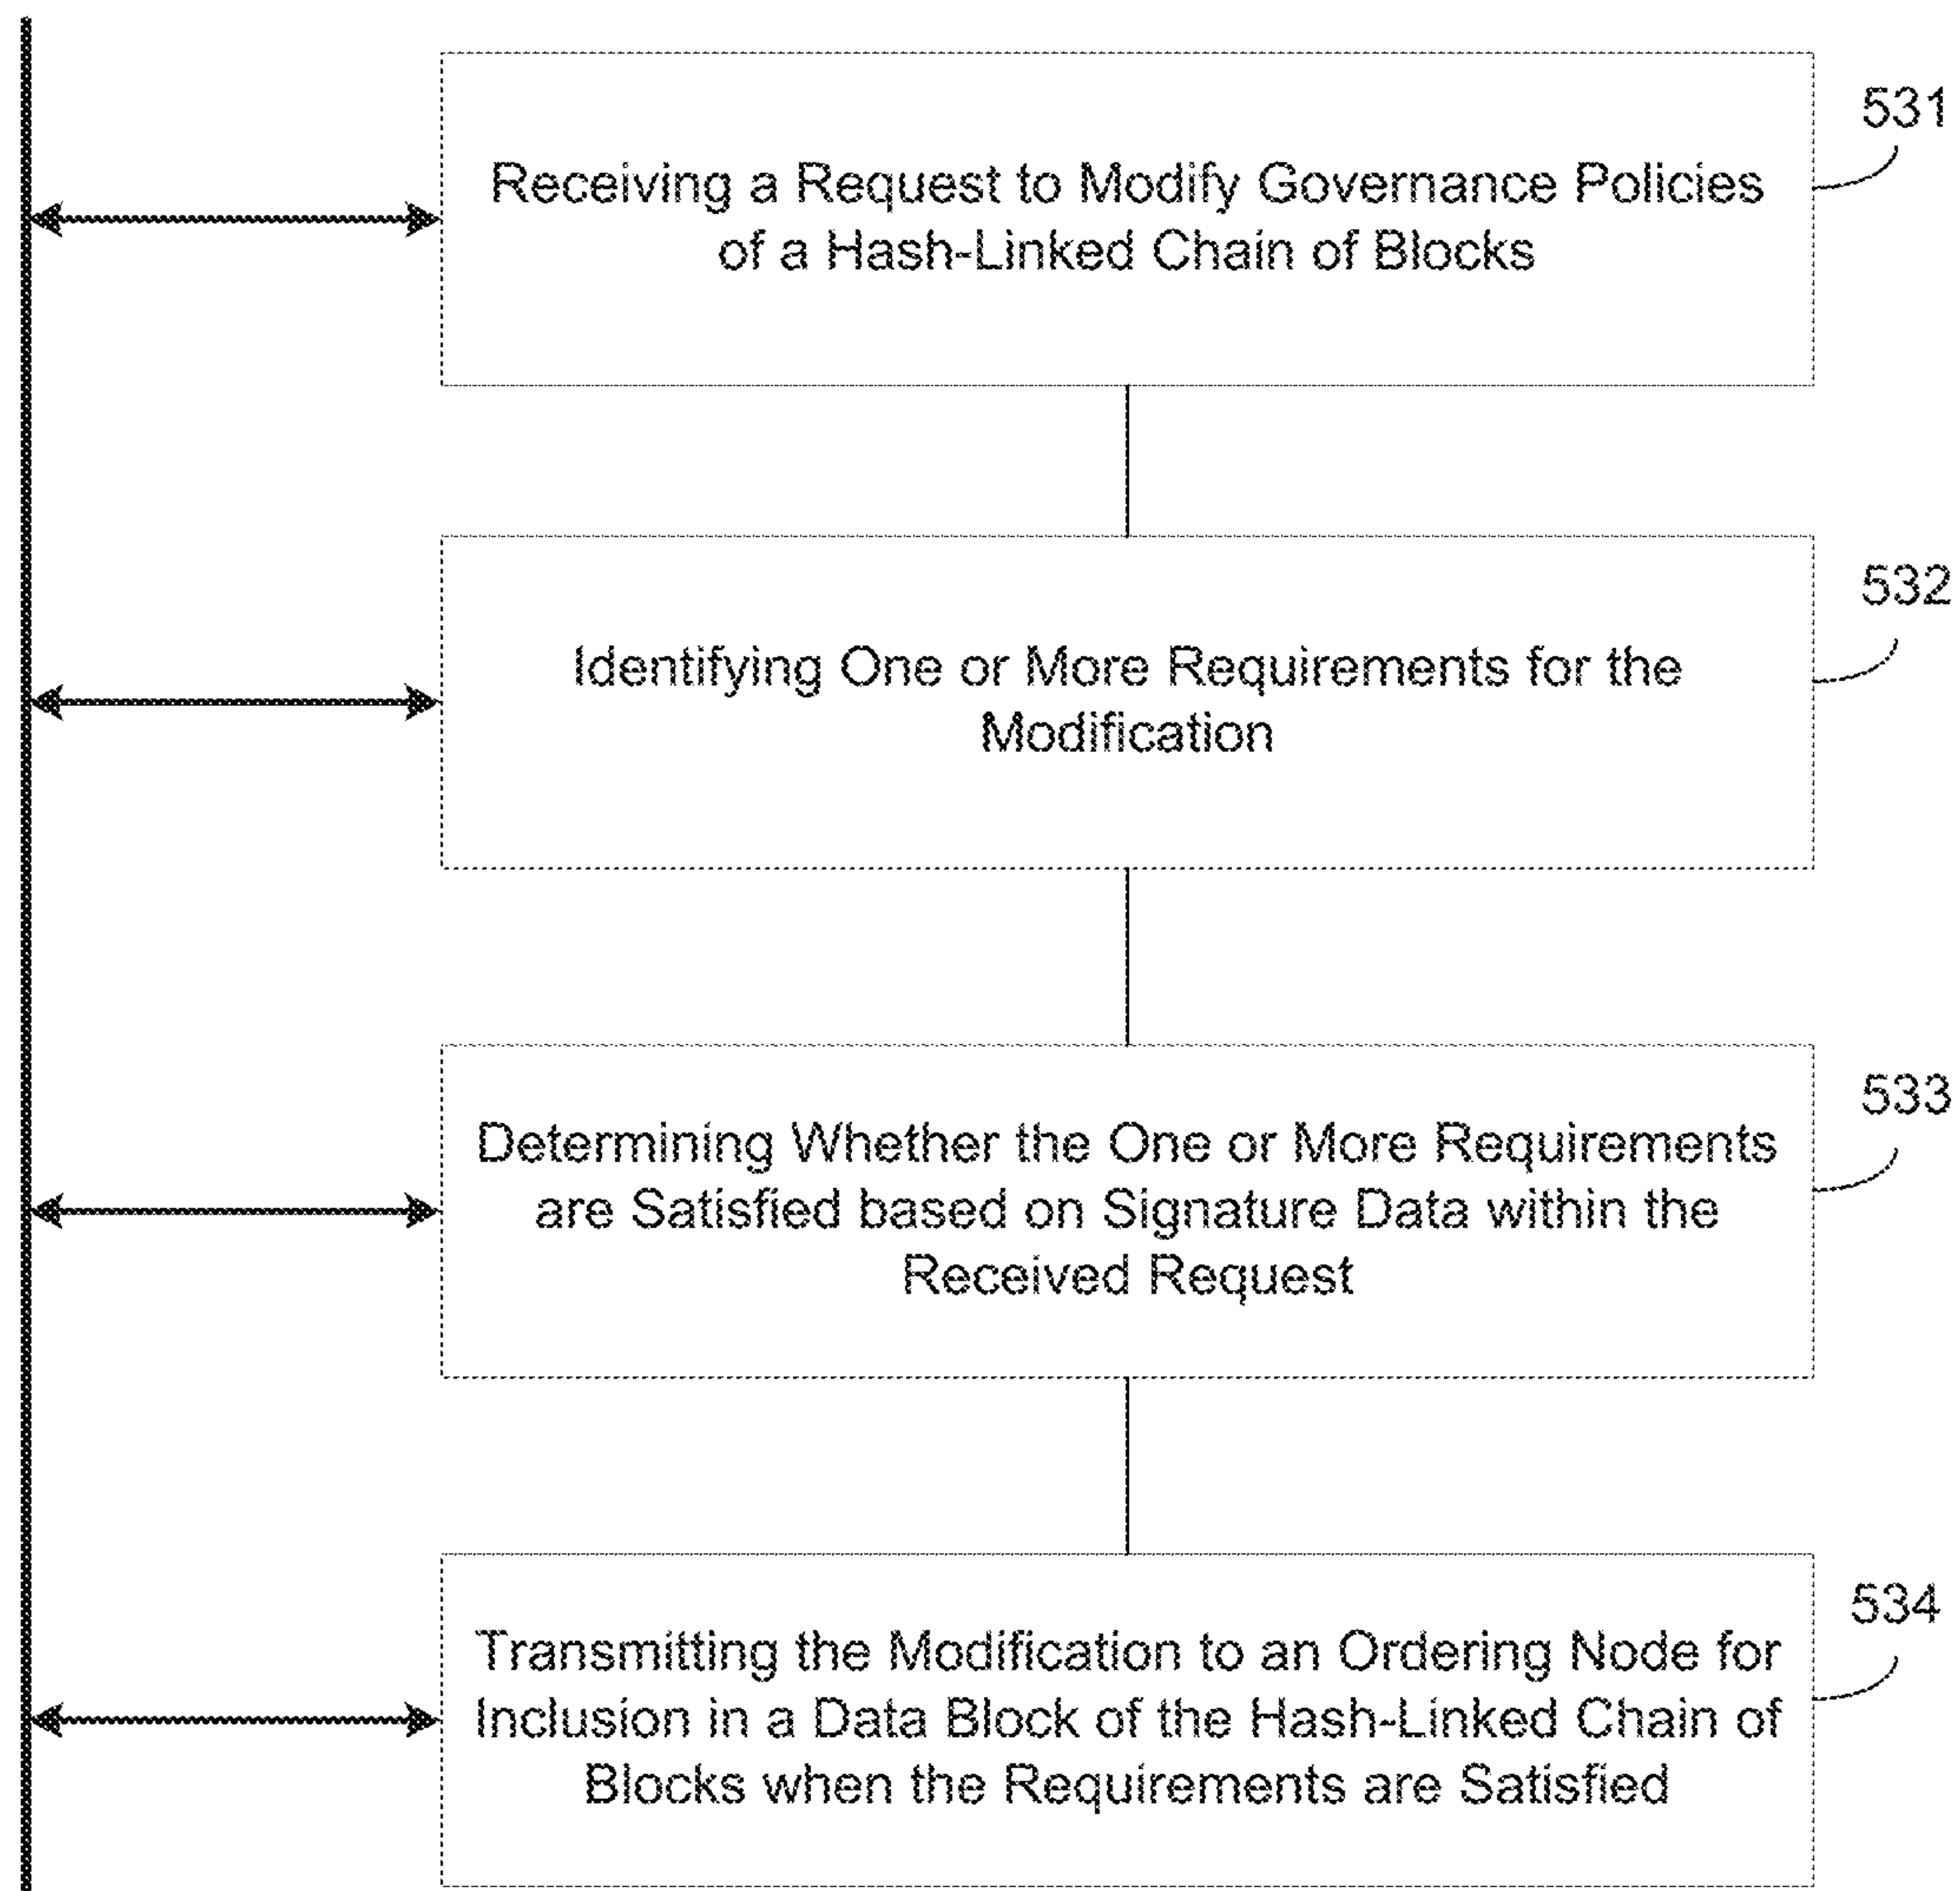 531
Receiving a Request to Modify Governance Policies
of a Hash-Linked Chain of Blocks
532
Identifying One or More Requirements for the
Modification
533
Determining Whether the One or More Requirements
are Satisfied based on Signature Data within the
Received Request
534
Transmitting the Modification to an Ordering Node for
Inclusion in a Data Block of the Hash-Linked Chain of
Blocks when the Requirements are Satisfied